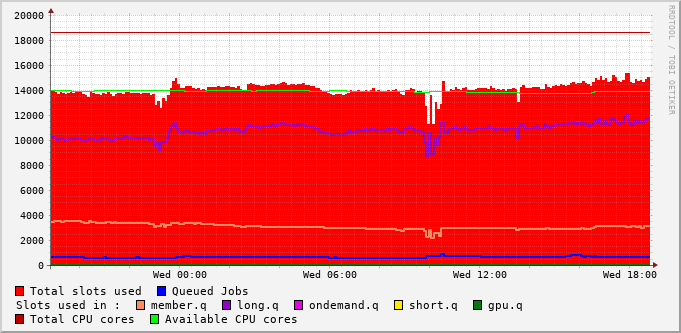 20000
18000
16000
14000
12000
10000
8000
6000
4000
2000
0
Wed 00:00 Wed 06:00 Wed 12:00 Wed 18:00
Total slots used Queued Jobs
Slots used in : member.q long.q ondemand.q short.q gpu.q
Total CPU cores Available CPU cores
RRDTOOL / TOBI OETIKER